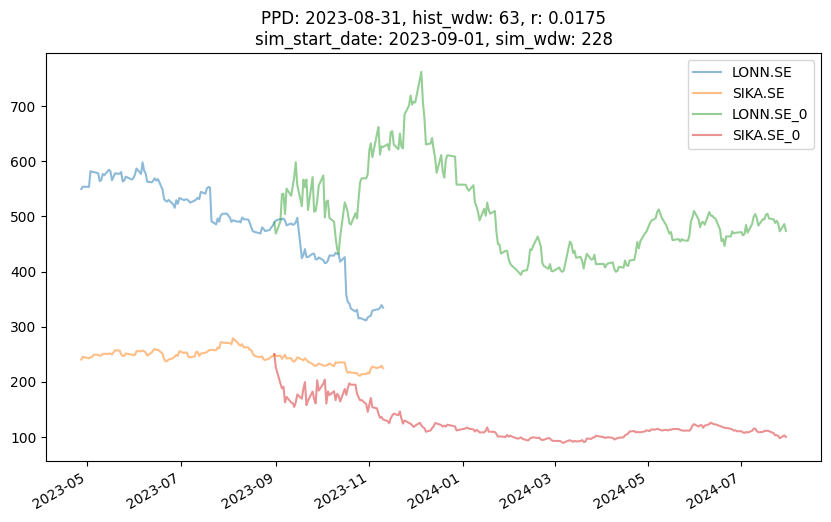 PPD: 2023-08-31, hist_wdw: 63, r: 0.0175
sim_start_date: 2023-09-01, sim_wdw: 228
LONN.SE
SIKA.SE
LONN.SE_0
SIKA.SE_0
700
600
500
400
300
200
100
2023-05
2023-07
2023-09
2023-11
2024-01
2024-03
2024-05
2024-07